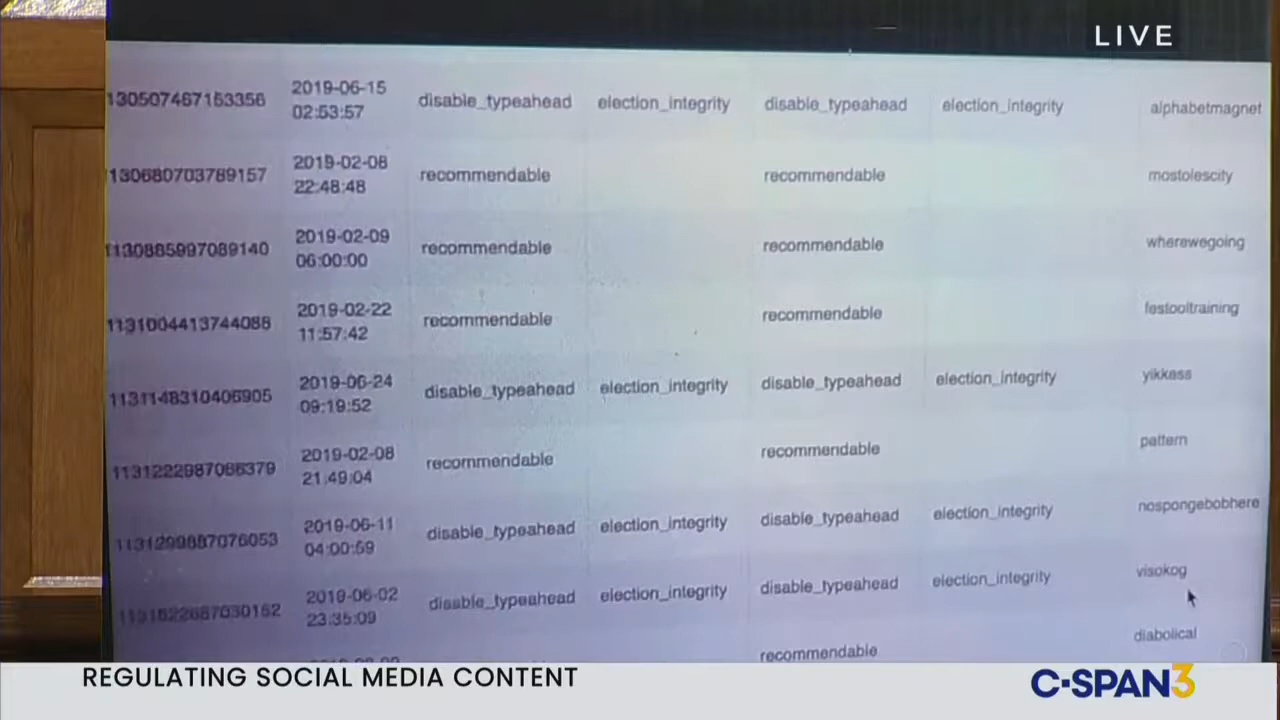 LIVE
130507467153356 2019-06-15 02:53:57 disable_typeahead election_integrity disable_typeahead election_integrity alphabetmagnet
130680703789157 2019-02-08 22:48:48 recommendable recommendable mostolescity
1130885997089140 2019-02-09 06:00:00 recommendable recommendable wherewegoing
1131004413744088 2019-02-22 11:57:42 recommendable recommendable festooltraining
1131148310406905 2019-06-24 09:19:52 disable_typeahead election_integrity disable_typeahead election_integrity yikkass
1131222987086379 2019-02-08 21:49:04 recommendable recommendable pattern
1131299887076053 2019-06-11 04:00:59 disable_typeahead election_integrity disable_typeahead election_integrity nospongebobhere
2019-06-02 23:35:09 disable_typeahead election_integrity disable_typeahead election_integrity visokog
recommendable diabolical
REGULATING SOCIAL MEDIA CONTENT
C-SPAN3